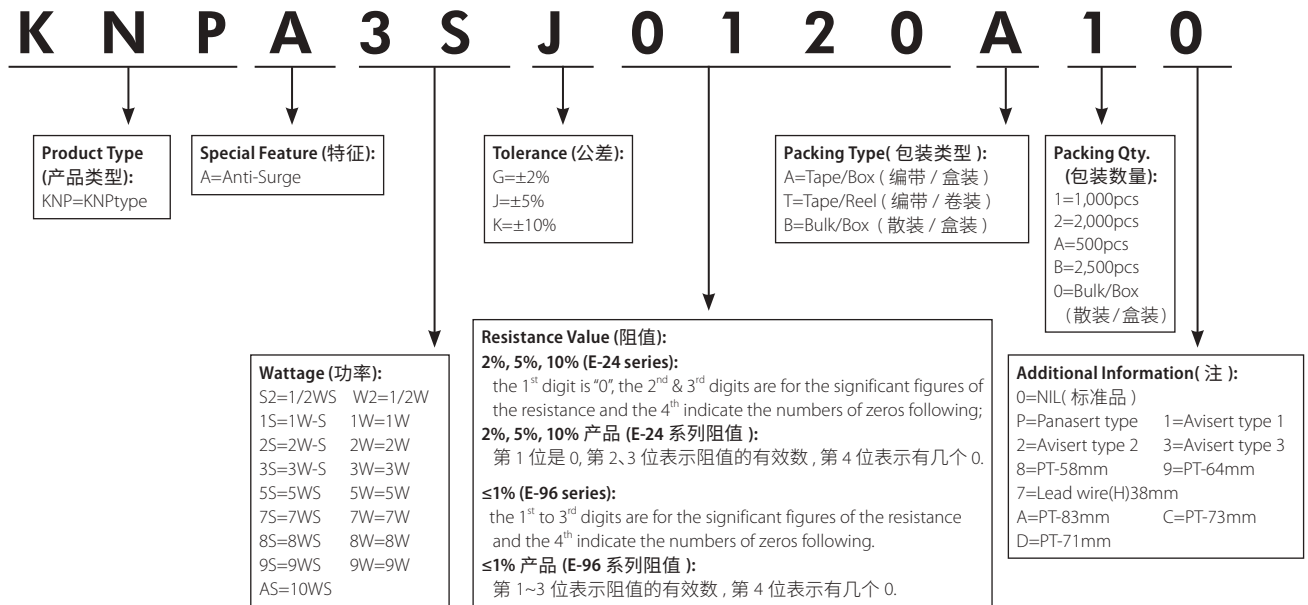 K N P A 3 S J 0 1 2 0 A 1 0
Product Type
(产品类型):
KNP=KNPtype
Special Feature (特征):
A=Anti-Surge
Tolerance (公差):
G=±2%
J=±5%
K=±10%
Packing Type( 包装类型 ):
A=Tape/Box ( 编带 / 盒装 )
T=Tape/Reel ( 编带 / 卷装 )
B=Bulk/Box ( 散装 / 盒装 )
Packing Qty.
(包装数量):
1=1,000pcs
2=2,000pcs
A=500pcs
B=2,500pcs
0=Bulk/Box
(散装/盒装)
Wattage (功率):
S2=1/2WS W2=1/2W
1S=1W-S 1W=1W
2S=2W-S 2W=2W
3S=3W-S 3W=3W
5S=5WS 5W=5W
7S=7WS 7W=7W
8S=8WS 8W=8W
9S=9WS 9W=9W
AS=10WS
Resistance Value (阻值):
2%, 5%, 10% (E-24 series):
the 1st digit is "0", the 2nd & 3rd digits are for the significant figures of
the resistance and the 4th indicate the numbers of zeros following;
2%, 5%, 10% 产品 (E-24 系列阻值 ):
第 1 位是 0, 第 2、3 位表示阻值的有效数 , 第 4 位表示有几个 0.
≤1% (E-96 series):
the 1st to 3rd digits are for the significant figures of the resistance
and the 4th indicate the numbers of zeros following.
≤1% 产品 (E-96 系列阻值 ):
第 1~3 位表示阻值的有效数 , 第 4 位表示有几个 0.
Additional Information( 注 ):
0=NIL( 标准品 )
P=Panasert type 1=Avisert type 1
2=Avisert type 2 3=Avisert type 3
8=PT-58mm 9=PT-64mm
7=Lead wire(H)38mm
A=PT-83mm C=PT-73mm
D=PT-71mm